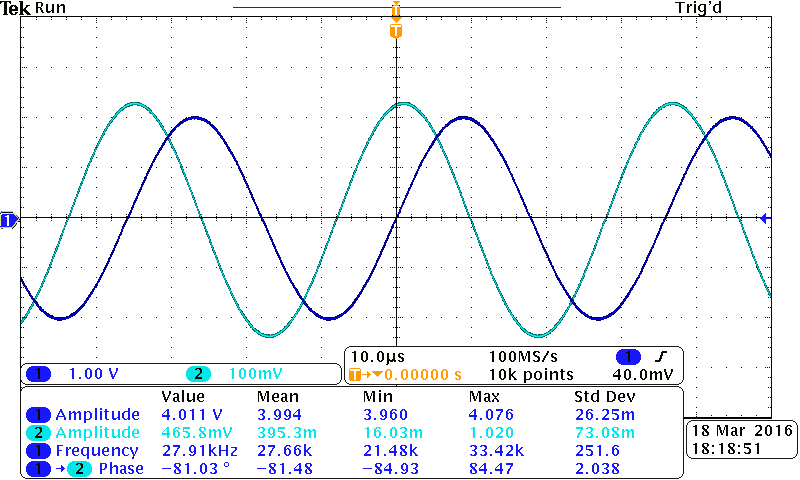 Tek Run Trig'd
T
T
1
1 1.00 V 2 100mV
10.0µs 100MS/s 1
T→▼0.00000 s 10k points 40.0mV
Value Mean Min Max Std Dev
1 Amplitude 4.011 V 3.994 3.960 4.076 26.25m
2 Amplitude 465.8mV 395.3m 16.03m 1.020 73.08m
1 Frequency 27.91kHz 27.66k 21.48k 33.42k 251.6
1 → 2 Phase −81.03 ° −81.48 −84.93 84.47 2.038
18 Mar 2016
18:18:51